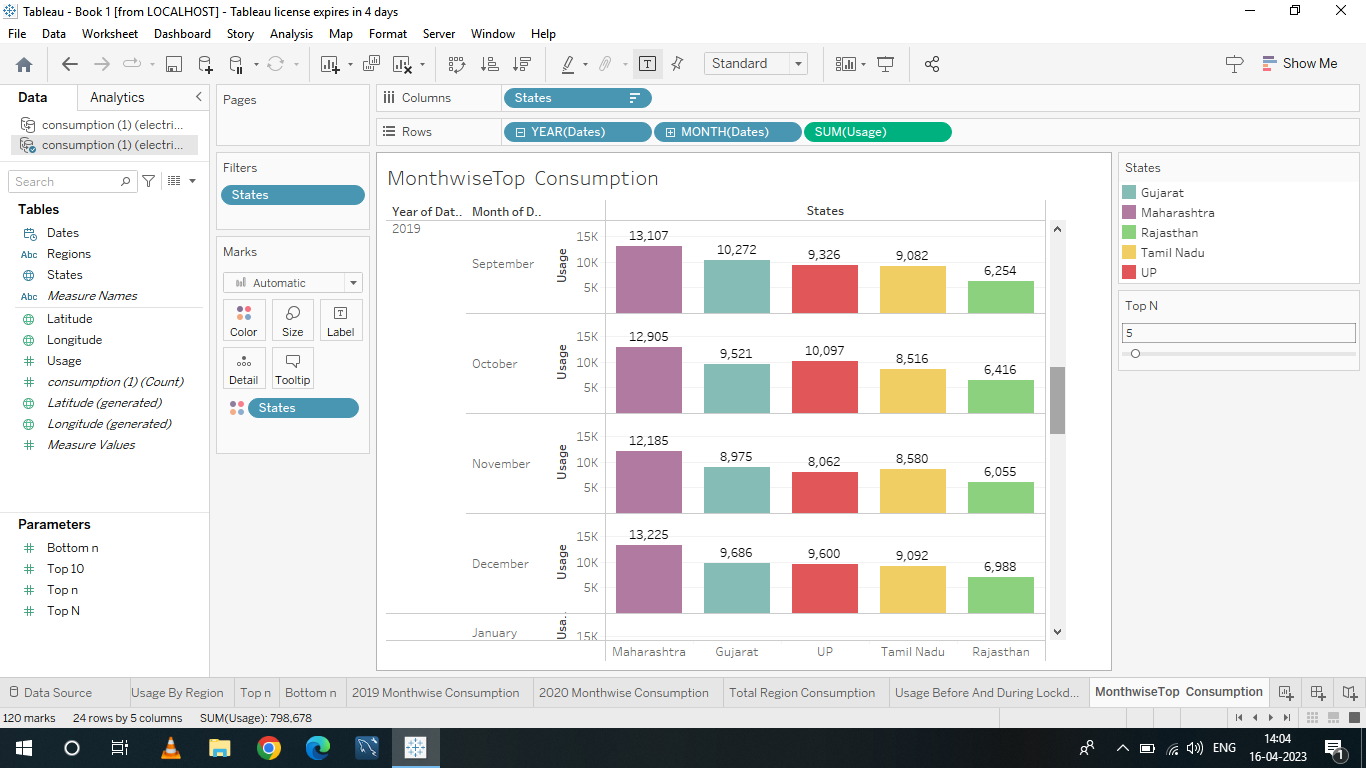 Tableau - Book 1 [from LOCALHOST] - Tableau license expires in 4 days
File Data Worksheet Dashboard Story Analysis Map Format Server Window Help
Standard
Show Me
Data
Analytics
consumption (1) (electri...
consumption (1) (electri...
Search
Tables
Dates
Abc Regions
States
Abc Measure Names
Latitude
Longitude
Usage
consumption (1) (Count)
Latitude (generated)
Longitude (generated)
Measure Values
Parameters
Bottom n
Top 10
Top n
Top N
Pages
Filters
States
Marks
Automatic
Color Size Label
Detail Tooltip
States
Columns States
Rows YEAR(Dates) MONTH(Dates) SUM(Usage)
MonthwiseTop Consumption
Year of Dat.. Month of D.. States
2019
September Usage 15K 10K 5K 13,107 10,272 9,326 9,082 6,254
October Usage 15K 10K 5K 12,905 9,521 10,097 8,516 6,416
November Usage 15K 10K 5K 12,185 8,975 8,062 8,580 6,055
December Usage 15K 10K 5K 13,225 9,686 9,600 9,092 6,988
January Usa.. 15K
Maharashtra Gujarat UP Tamil Nadu Rajasthan
States
Gujarat
Maharashtra
Rajasthan
Tamil Nadu
UP
Top N
5
Data Source Usage By Region Top n Bottom n 2019 Monthwise Consumption 2020 Monthwise Consumption Total Region Consumption Usage Before And During Lockd... MonthwiseTop Consumption
120 marks 24 rows by 5 columns SUM(Usage): 798,678
ENG
14:04
16-04-2023
1